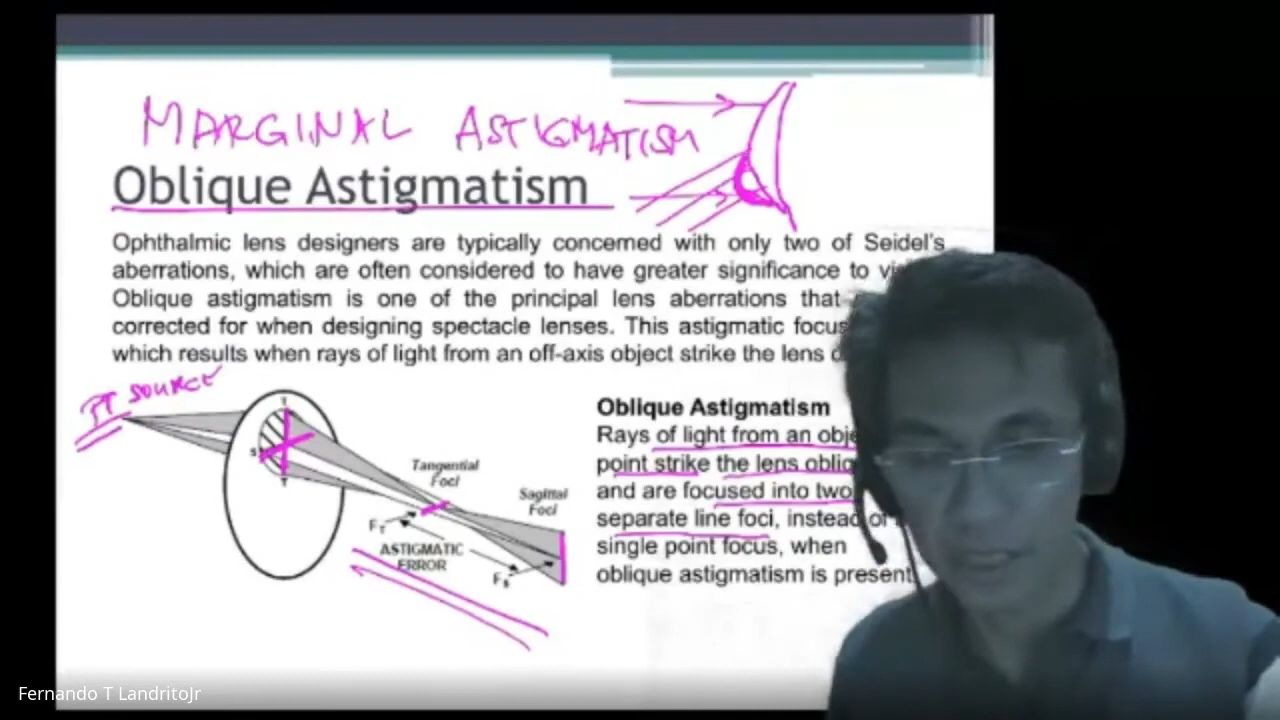 MARGINAL ASTIGMATISM
Oblique Astigmatism
Ophthalmic lens designers are typically concerned with only two of Seidel's
aberrations, which are often considered to have greater significance to
Oblique astigmatism is one of the principal lens aberrations that
corrected for when designing spectacle lenses. This astigmatic focus
which results when rays of light from an off-axis object strike the lens
PT SOURCE
T
S
T
Tangential
Foci
Sagittal
Foci
FT
ASTIGMATIC
ERROR
FS
Oblique Astigmatism
Rays of light from an
point strike the lens
and are focused into two
separate line foci, instead of
single point focus, when
oblique astigmatism is present
Fernando T LandritoJr